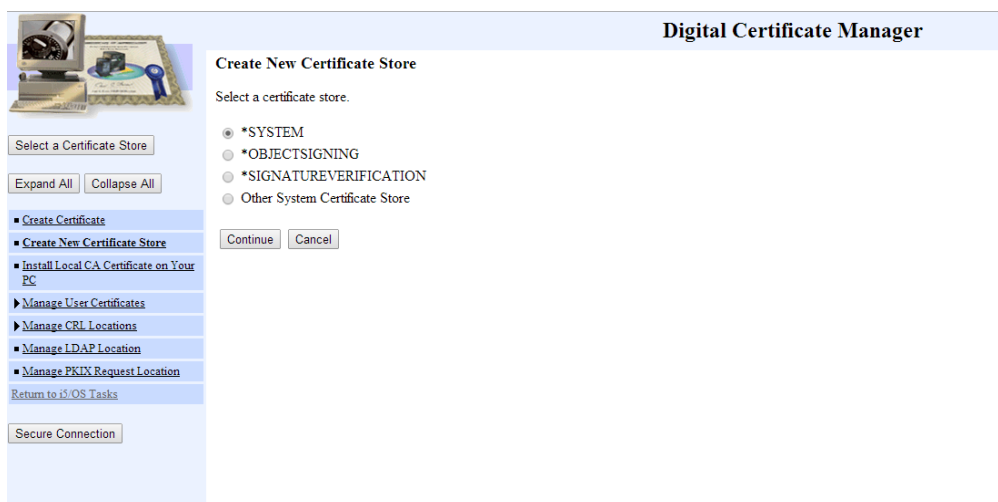 Digital Certificate Manager
Select a Certificate Store
Expand All Collapse All
Create Certificate
Create New Certificate Store
Install Local CA Certificate on Your
PC
Manage User Certificates
Manage CRL Locations
Manage LDAP Location
Manage PKIX Request Location
Return to i5/OS Tasks
Secure Connection
Create New Certificate Store
Select a certificate store.
*SYSTEM
*OBJECTSIGNING
*SIGNATUREVERIFICATION
Other System Certificate Store
Continue Cancel